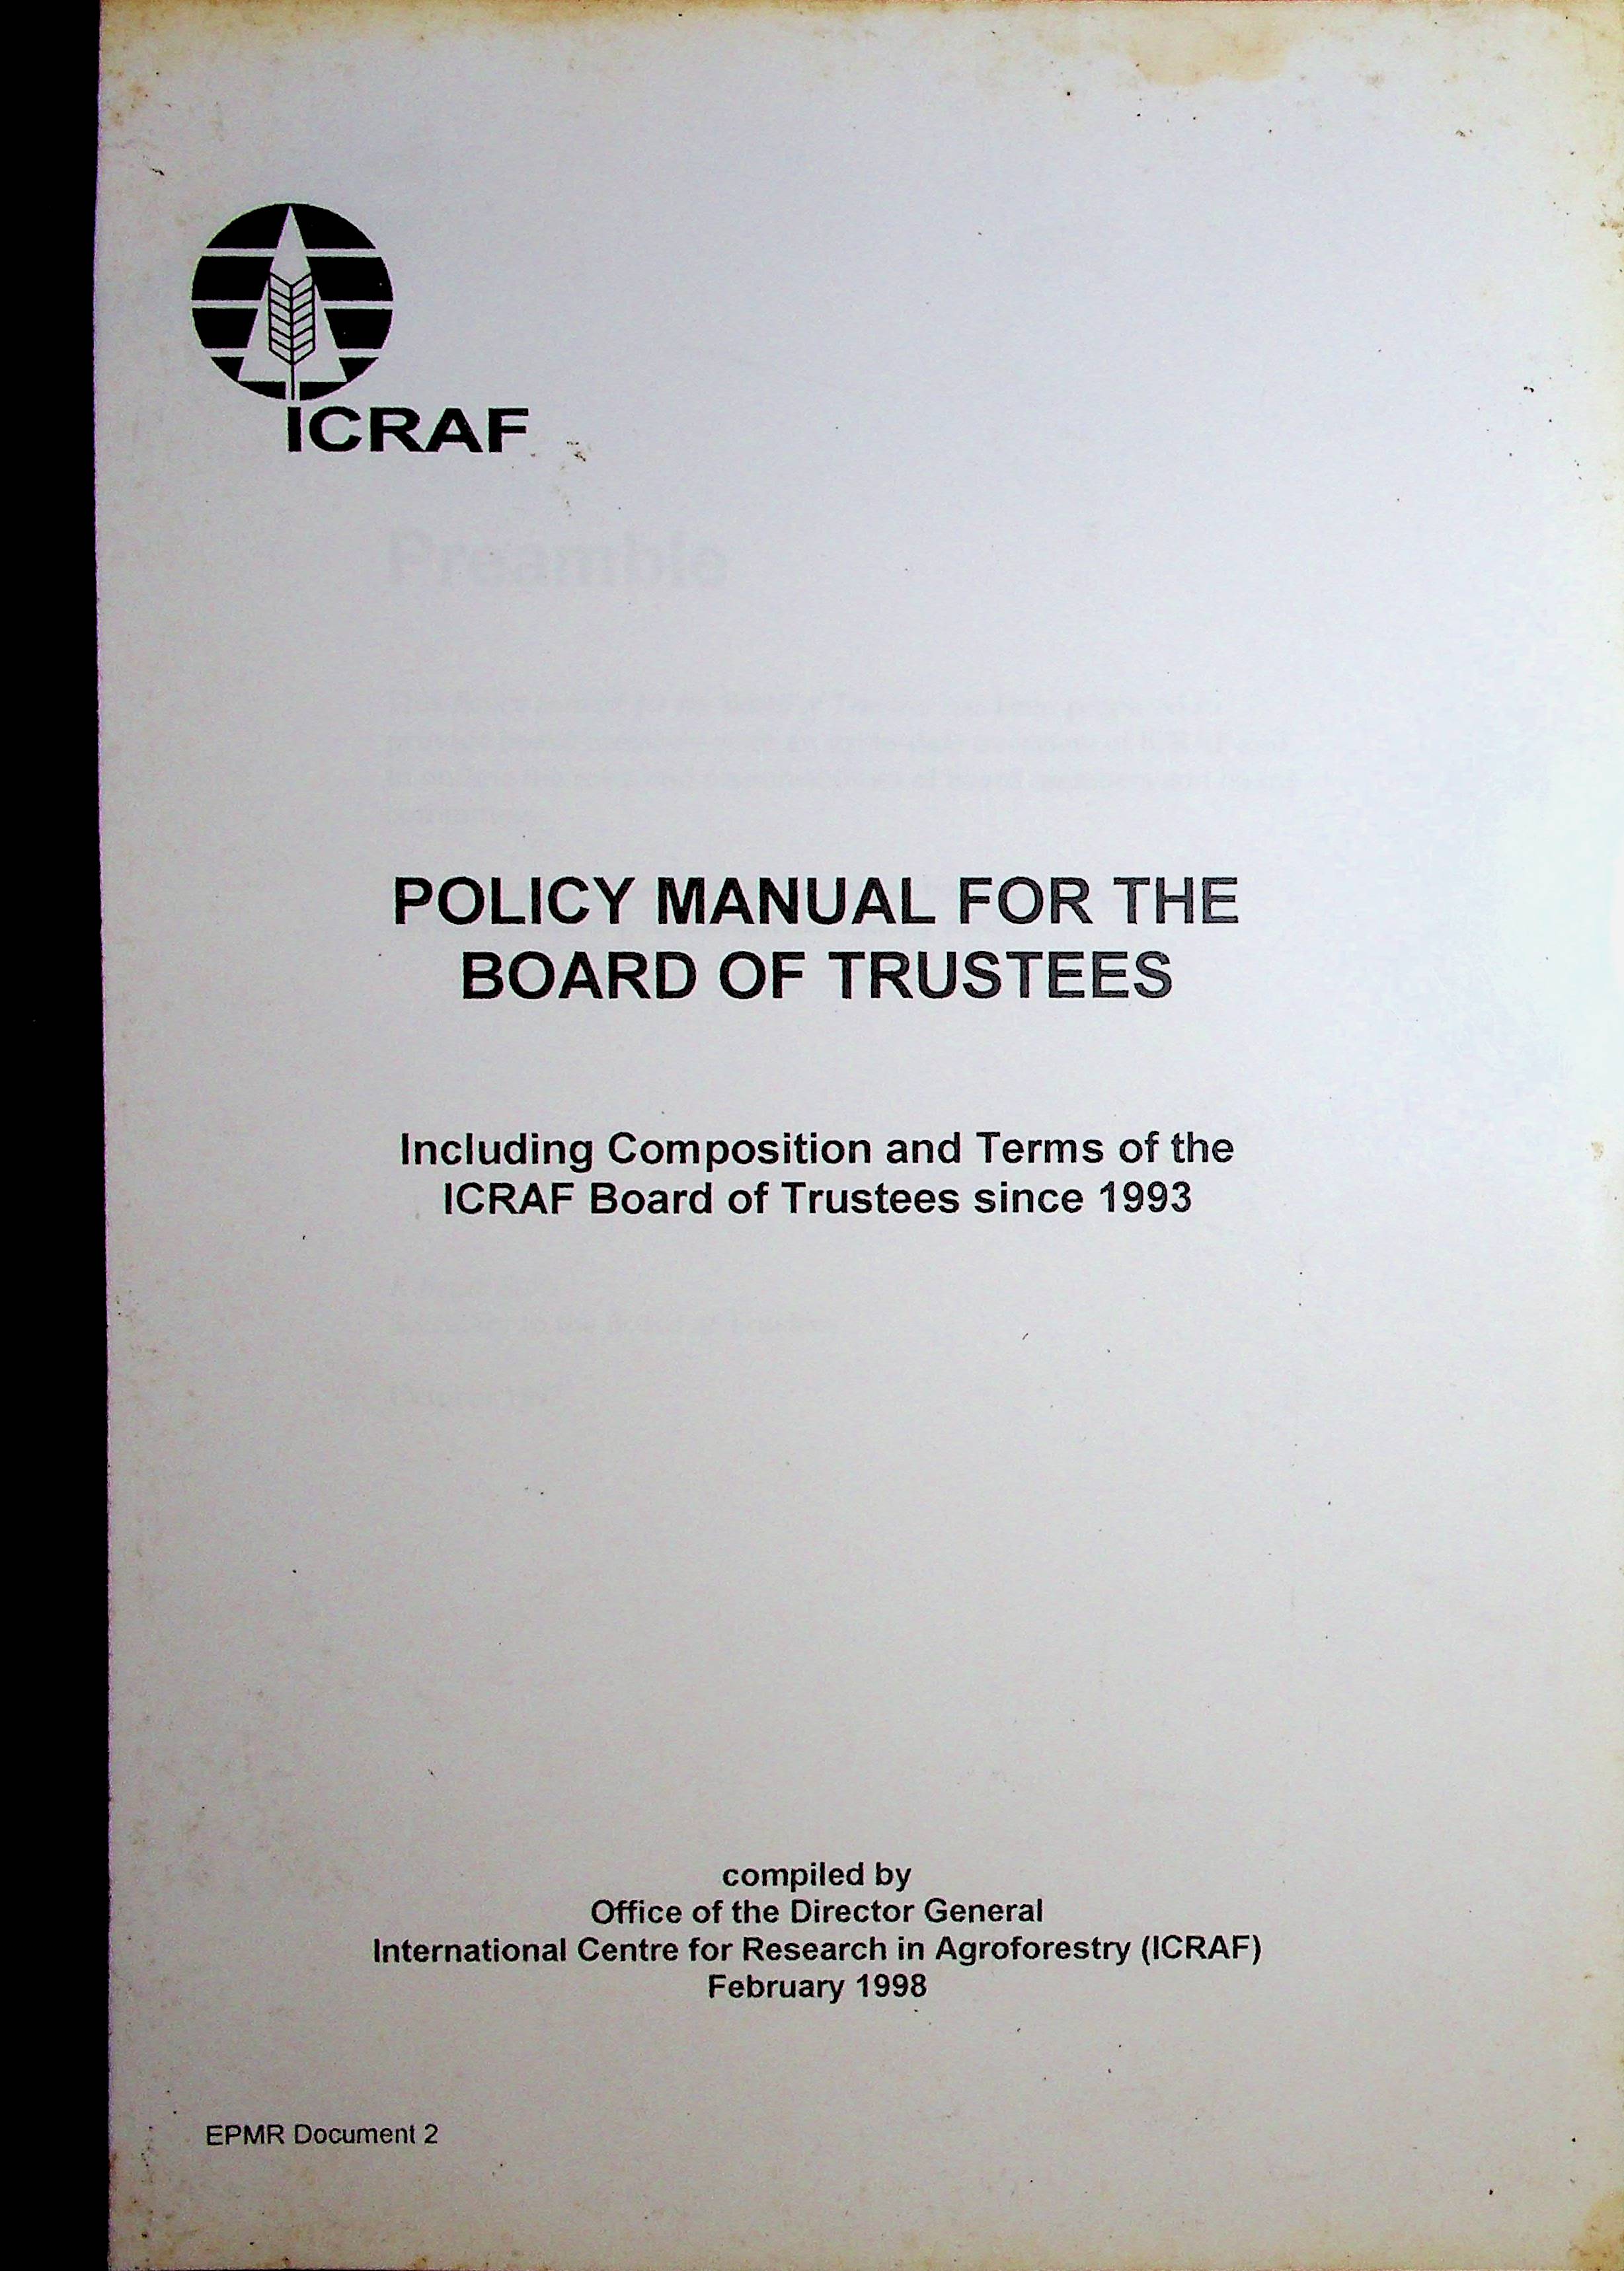 ICRAF
Preamble
POLICY MANUAL FOR THE
BOARD OF TRUSTEES
Including Composition and Terms of the
ICRAF Board of Trustees since 1993
compiled by
Office of the Director General
International Centre for Research in Agroforestry (ICRAF)
February 1998
EPMR Document 2